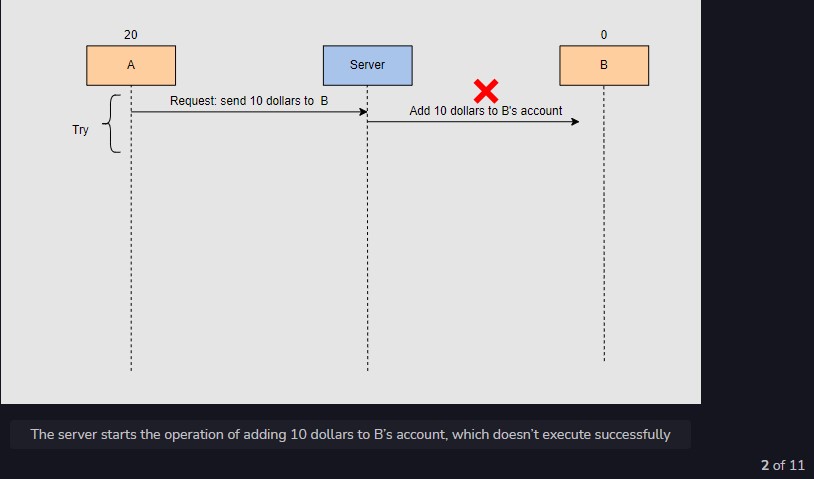 20
0
A
Server
B
Request: send 10 dollars to B
Add 10 dollars to B's account
Try
The server starts the operation of adding 10 dollars to B's account, which doesn't execute successfully
2 of 11